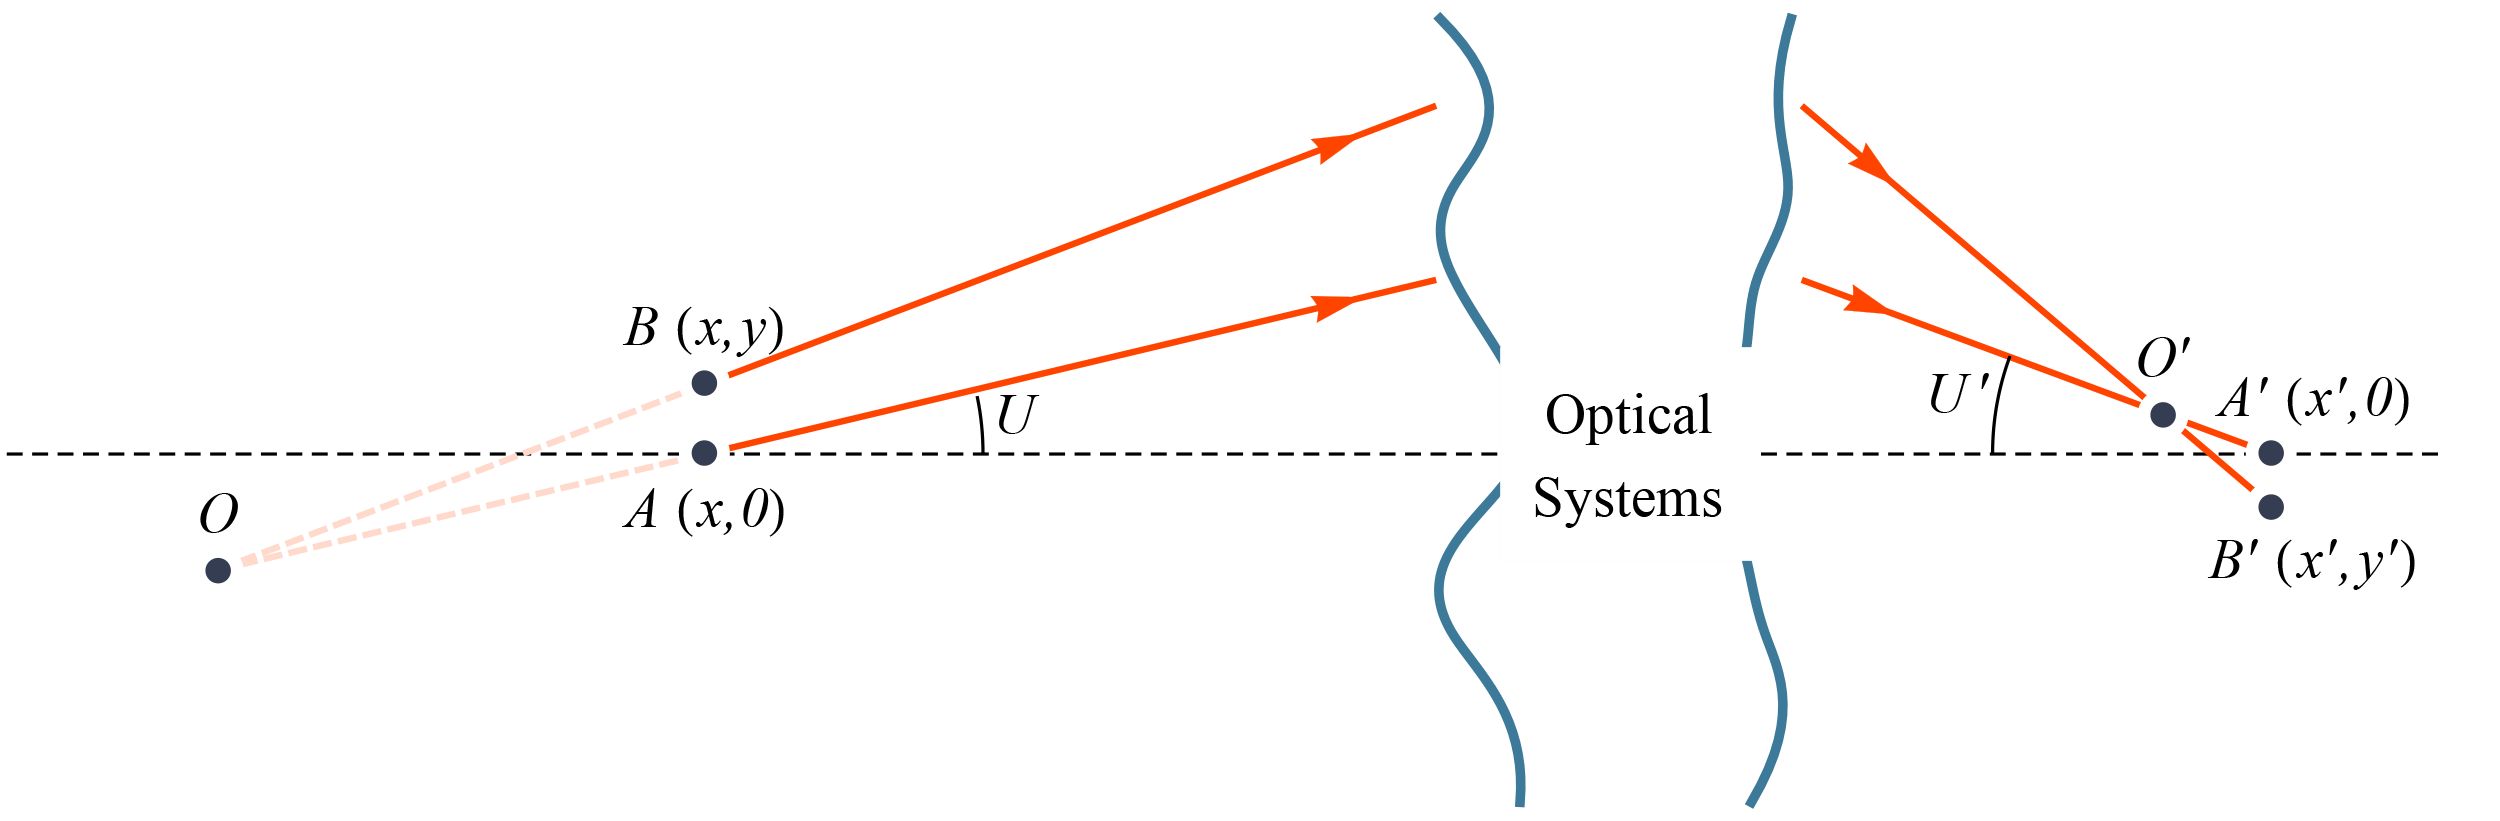 B (x, y)
U
O
A (x, 0)
Optical
Systems
U′
O′
A′ (x′, 0)
B′ (x′, y′)